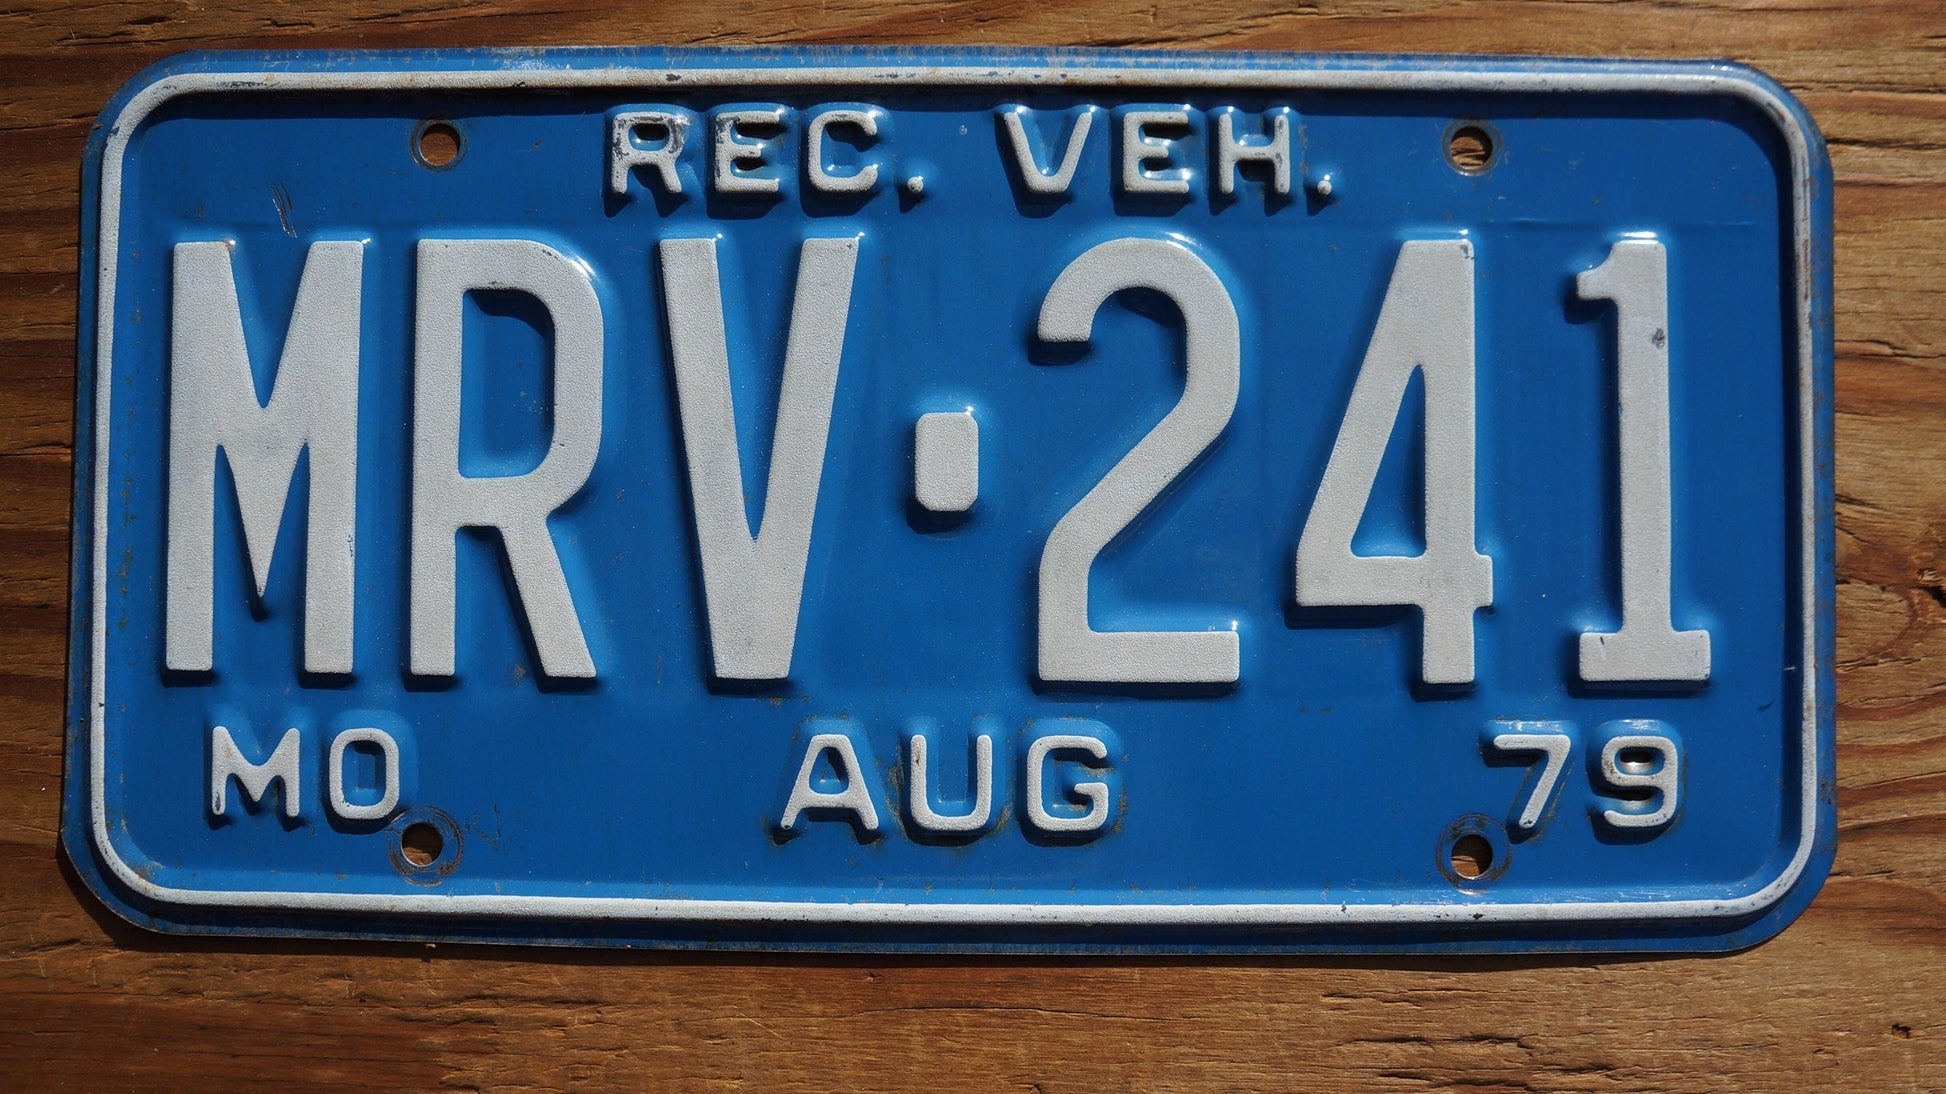 REC. VEH.
MRV·241
MO AUG 79